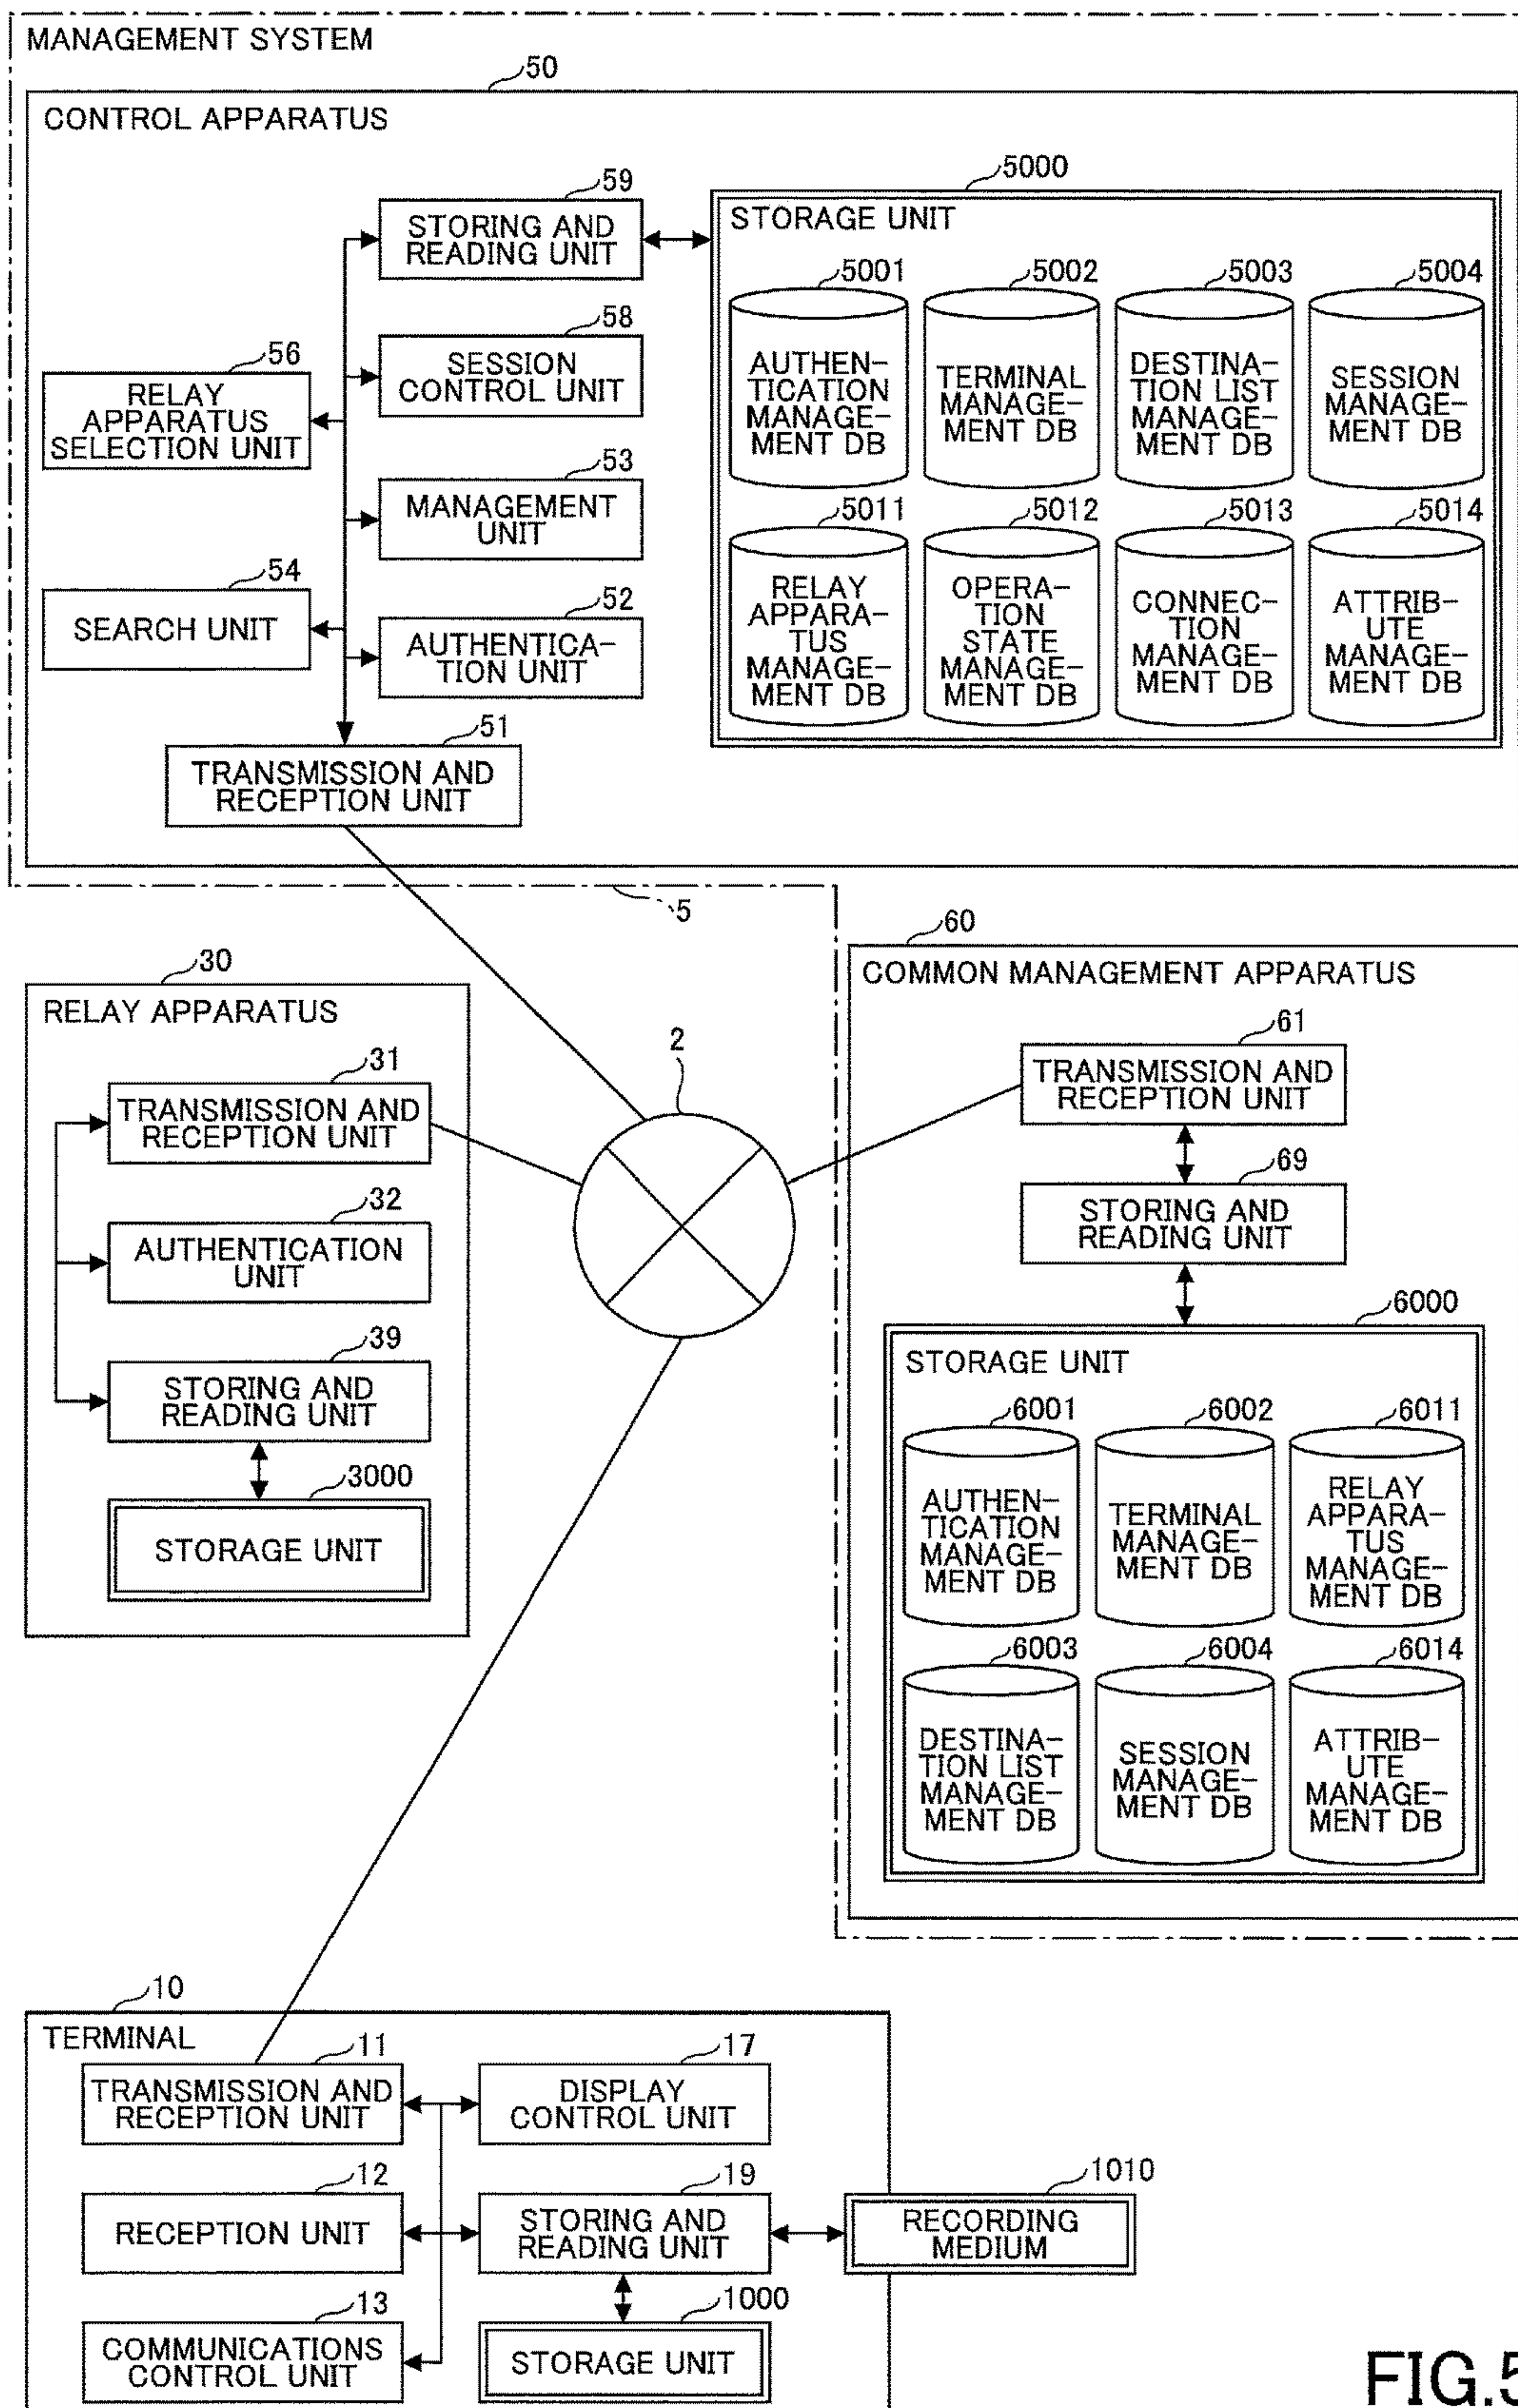 MANAGEMENT SYSTEM
50
CONTROL APPARATUS
59
STORING AND
READING UNIT
58
SESSION
CONTROL UNIT
56
RELAY
APPARATUS
SELECTION UNIT
53
MANAGEMENT
UNIT
54
SEARCH UNIT
52
AUTHENTICA-
TION UNIT
51
TRANSMISSION AND
RECEPTION UNIT
5000
STORAGE UNIT
5001
AUTHEN-
TICATION
MANAGE-
MENT DB
5002
TERMINAL
MANAGE-
MENT DB
5003
DESTINA-
TION LIST
MANAGE-
MENT DB
5004
SESSION
MANAGE-
MENT DB
5011
RELAY
APPARA-
TUS
MANAGE-
MENT DB
5012
OPERA-
TION
STATE
MANAGE-
MENT DB
5013
CONNEC-
TION
MANAGE-
MENT DB
5014
ATTRIB-
UTE
MANAGE-
MENT DB
5
30
RELAY APPARATUS
31
TRANSMISSION AND
RECEPTION UNIT
32
AUTHENTICATION
UNIT
39
STORING AND
READING UNIT
3000
STORAGE UNIT
2
60
COMMON MANAGEMENT APPARATUS
61
TRANSMISSION AND
RECEPTION UNIT
69
STORING AND
READING UNIT
6000
STORAGE UNIT
6001
AUTHEN-
TICATION
MANAGE-
MENT DB
6002
TERMINAL
MANAGE-
MENT DB
6011
RELAY
APPARA-
TUS
MANAGE-
MENT DB
6003
DESTINA-
TION LIST
MANAGE-
MENT DB
6004
SESSION
MANAGE-
MENT DB
6014
ATTRIB-
UTE
MANAGE-
MENT DB
10
TERMINAL
11
TRANSMISSION AND
RECEPTION UNIT
17
DISPLAY
CONTROL UNIT
12
RECEPTION UNIT
19
STORING AND
READING UNIT
1010
RECORDING
MEDIUM
13
COMMUNICATIONS
CONTROL UNIT
1000
STORAGE UNIT
FIG.5